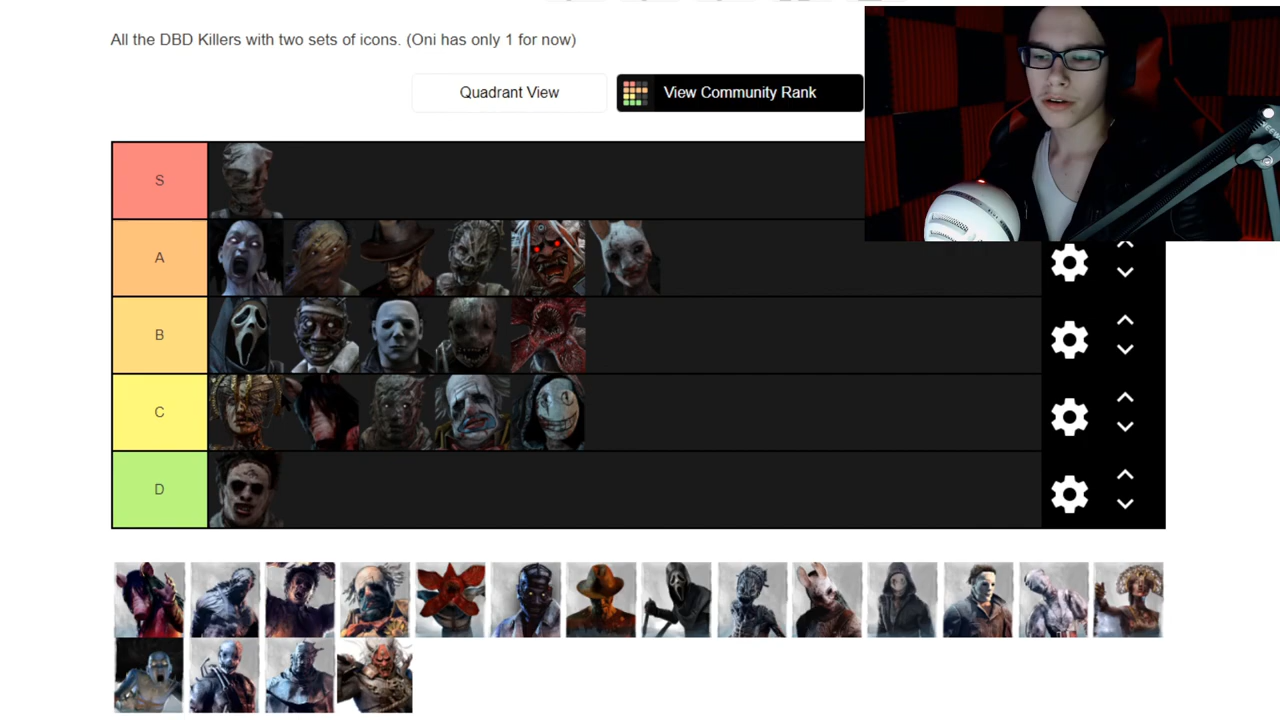 All the DBD Killers with two sets of icons. (Oni has only 1 for now)
Quadrant View
View Community Rank
S
A
B
C
D